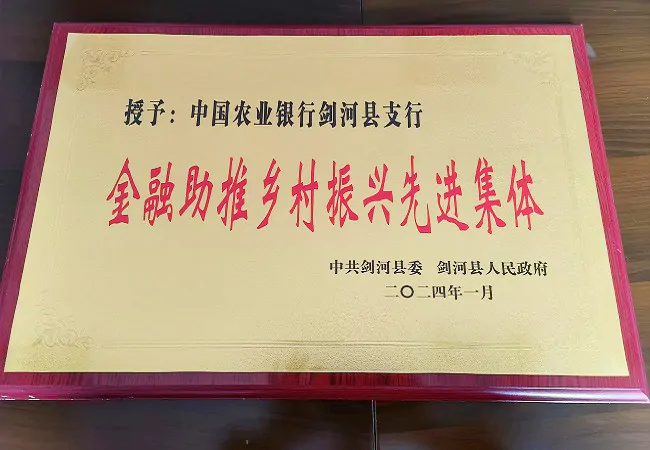 授予：中国农业银行剑河县支行
金融助推乡村振兴先进集体
中共剑河县委 剑河县人民政府
二〇二四年一月